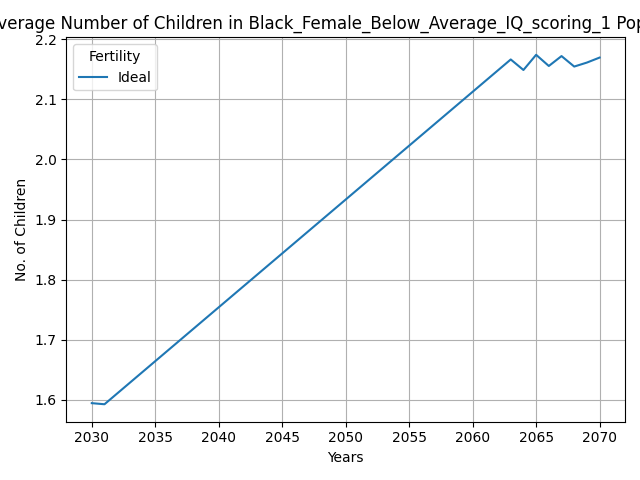 verage Number of Children in Black_Female_Below_Average_IQ_scoring_1 Pop
2.2
2.1
2.0
1.9
1.8
1.7
1.6
No. of Children
Fertility
Ideal
2030 2035 2040 2045 2050 2055 2060 2065 2070
Years